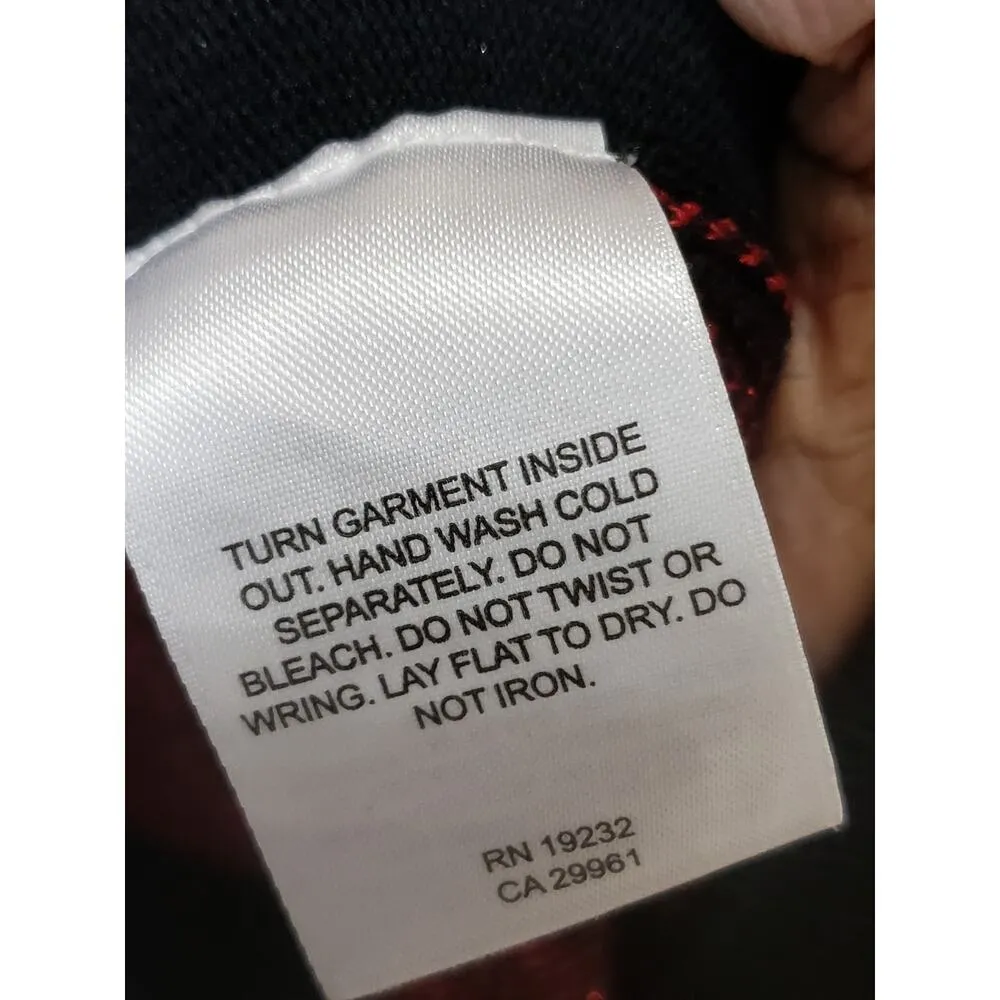 TURN GARMENT INSIDE
OUT. HAND WASH COLD
SEPARATELY. DO NOT
BLEACH. DO NOT TWIST OR
WRING. LAY FLAT TO DRY. DO
NOT IRON.
RN 19232
CA 29961